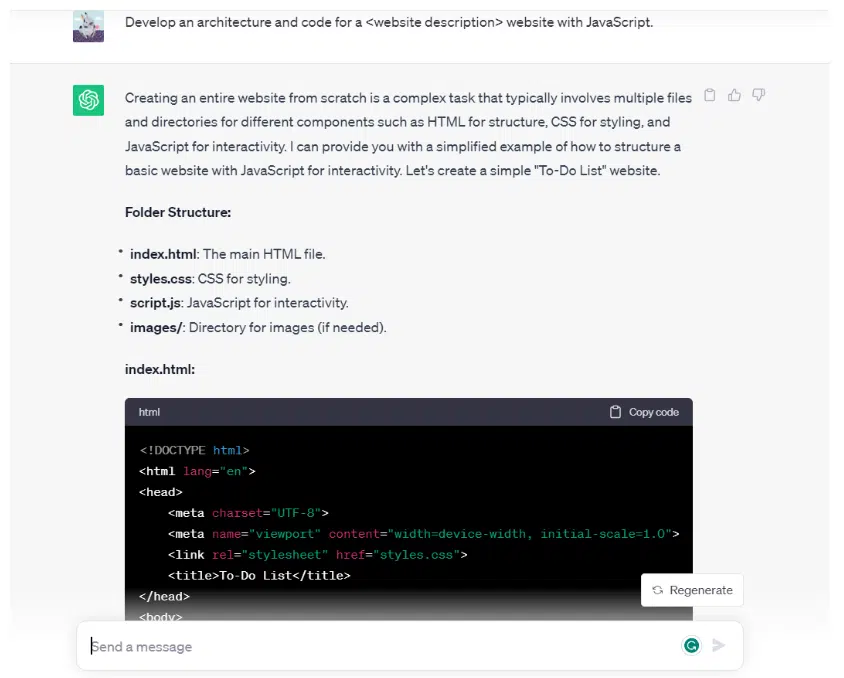 Develop an architecture and code for a <website description> website with JavaScript.
Creating an entire website from scratch is a complex task that typically involves multiple files
and directories for different components such as HTML for structure, CSS for styling, and
JavaScript for interactivity. I can provide you with a simplified example of how to structure a
basic website with JavaScript for interactivity. Let's create a simple "To-Do List" website.
Folder Structure:
• index.html: The main HTML file.
• styles.css: CSS for styling.
• script.js: JavaScript for interactivity.
• images/: Directory for images (if needed).
index.html:
html Copy code
<!DOCTYPE html>
<html lang="en">
<head>
    <meta charset="UTF-8">
    <meta name="viewport" content="width=device-width, initial-scale=1.0">
    <link rel="stylesheet" href="styles.css">
    <title>To-Do List</title>
</head>
<body>
Regenerate
Send a message